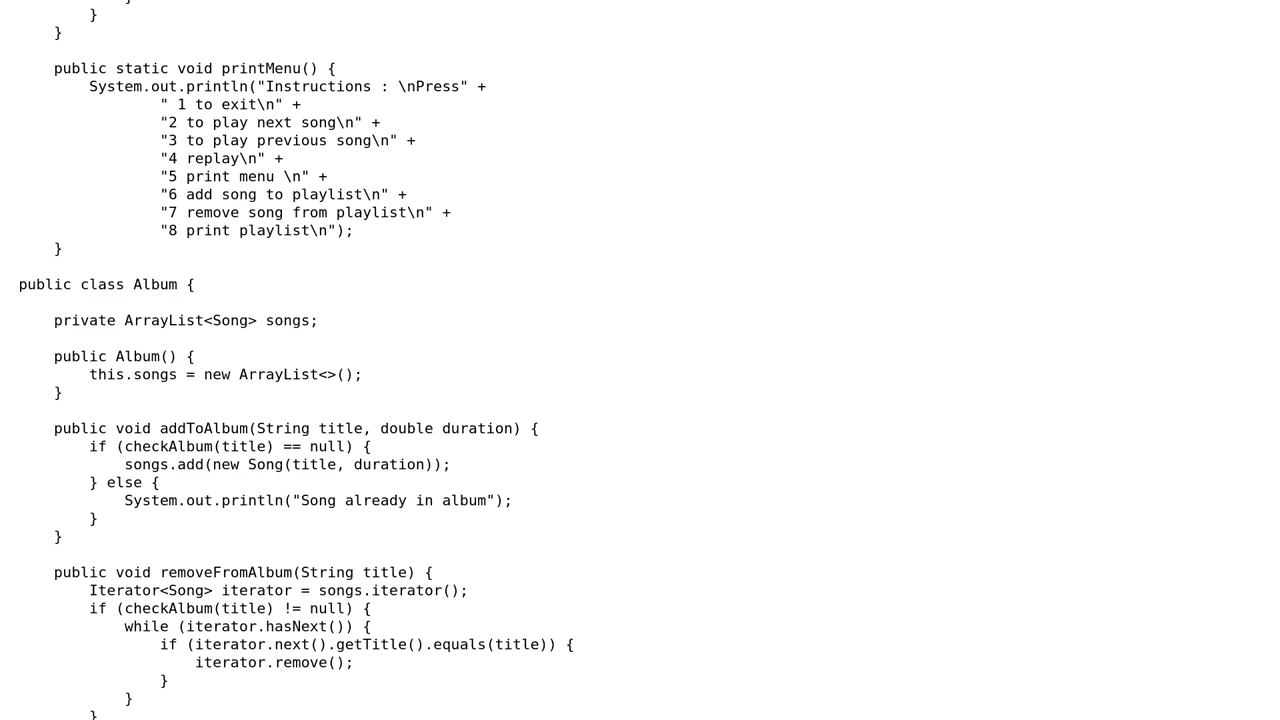 }
}
}
public static void printMenu() {
System.out.println("Instructions : \nPress" +
" 1 to exit\n" +
"2 to play next song\n" +
"3 to play previous song\n" +
"4 replay\n" +
"5 print menu \n" +
"6 add song to playlist\n" +
"7 remove song from playlist\n" +
"8 print playlist\n");
}
public class Album {
private ArrayList<Song> songs;
public Album() {
this.songs = new ArrayList<>();
}
public void addToAlbum(String title, double duration) {
if (checkAlbum(title) == null) {
songs.add(new Song(title, duration));
} else {
System.out.println("Song already in album");
}
}
public void removeFromAlbum(String title) {
Iterator<Song> iterator = songs.iterator();
if (checkAlbum(title) != null) {
while (iterator.hasNext()) {
if (iterator.next().getTitle().equals(title)) {
iterator.remove();
}
}
}